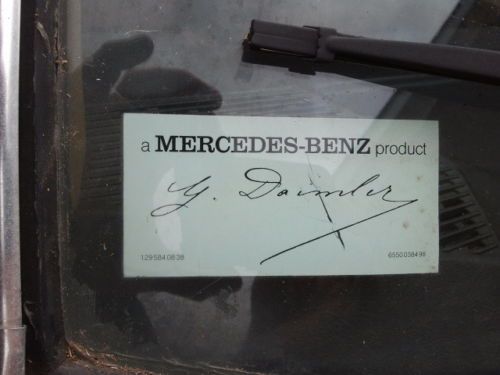 a MERCEDES-BENZ product
G. Daimler
129 584 08 38 6550 0384 98